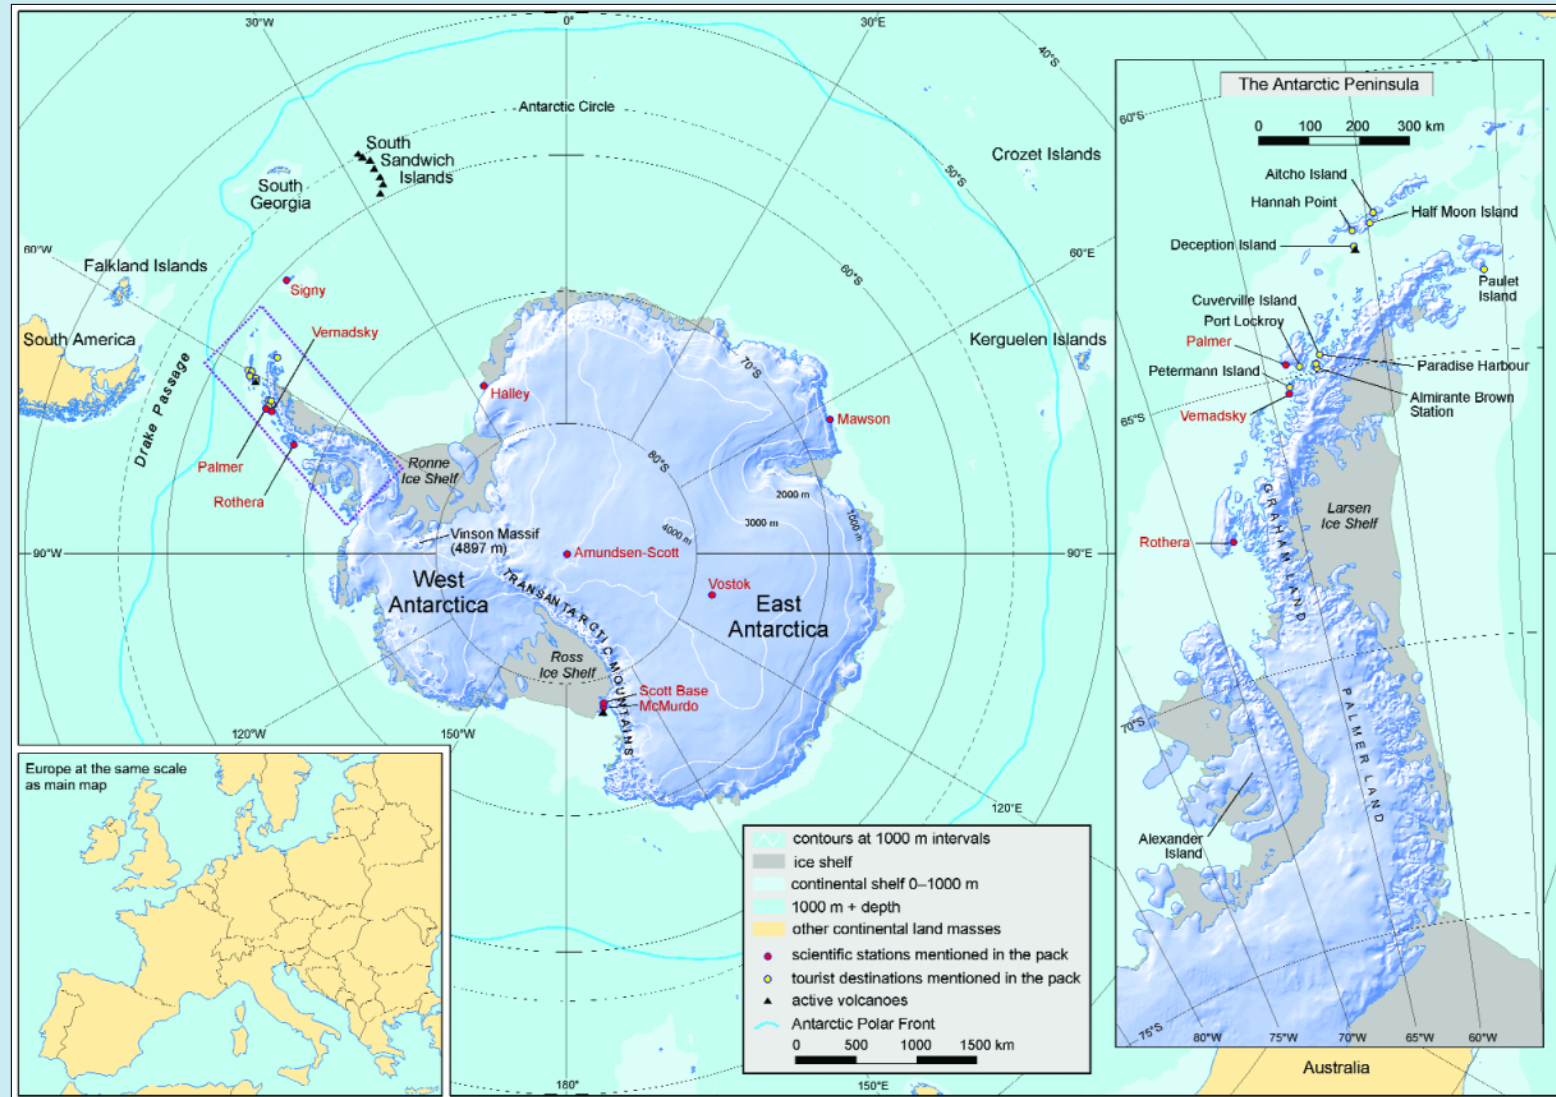 30°W
0°
30°E
40°S
Antarctic Circle
South
Sandwich
Islands
South
Georgia
Crozet Islands
50°S
60°W
60°E
Falkland Islands
Signy
60°S
Vernadsky
South America
Kerguelen Islands
Drake Passage
70°S
Halley
Mawson
Palmer
Ronne
Ice Shelf
80°S
Rothera
2000 m
1000 m
3000 m
4000 m
Vinson Massif
(4897 m)
90°W
Amundsen-Scott
90°E
West
Antarctica
TRANSANTARCTIC MOUNTAINS
Vostok
East
Antarctica
Ross
Ice Shelf
Scott Base
McMurdo
120°W
150°W
120°E
180°
150°E
Europe at the same scale
as main map
contours at 1000 m intervals
ice shelf
continental shelf 0–1000 m
1000 m + depth
other continental land masses
scientific stations mentioned in the pack
tourist destinations mentioned in the pack
active volcanoes
Antarctic Polar Front
0 500 1000 1500 km
The Antarctic Peninsula
0 100 200 300 km
60°S
Aitcho Island
Hannah Point
Half Moon Island
Deception Island
Paulet
Island
Cuverville Island
Port Lockroy
Palmer
Paradise Harbour
Petermann Island
Almirante Brown
Station
Vernadsky
65°S
GRAHAM LAND
Larsen
Ice Shelf
Rothera
70°S
PALMER LAND
Alexander
Island
75°S
80°W
75°W
70°W
65°W
60°W
Australia